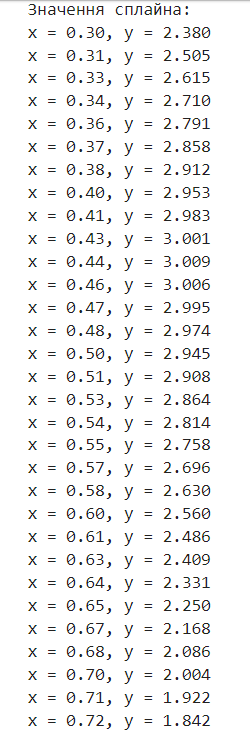 Значення сплайна:
x = 0.30, y = 2.380
x = 0.31, y = 2.505
x = 0.33, y = 2.615
x = 0.34, y = 2.710
x = 0.36, y = 2.791
x = 0.37, y = 2.858
x = 0.38, y = 2.912
x = 0.40, y = 2.953
x = 0.41, y = 2.983
x = 0.43, y = 3.001
x = 0.44, y = 3.009
x = 0.46, y = 3.006
x = 0.47, y = 2.995
x = 0.48, y = 2.974
x = 0.50, y = 2.945
x = 0.51, y = 2.908
x = 0.53, y = 2.864
x = 0.54, y = 2.814
x = 0.55, y = 2.758
x = 0.57, y = 2.696
x = 0.58, y = 2.630
x = 0.60, y = 2.560
x = 0.61, y = 2.486
x = 0.63, y = 2.409
x = 0.64, y = 2.331
x = 0.65, y = 2.250
x = 0.67, y = 2.168
x = 0.68, y = 2.086
x = 0.70, y = 2.004
x = 0.71, y = 1.922
x = 0.72, y = 1.842